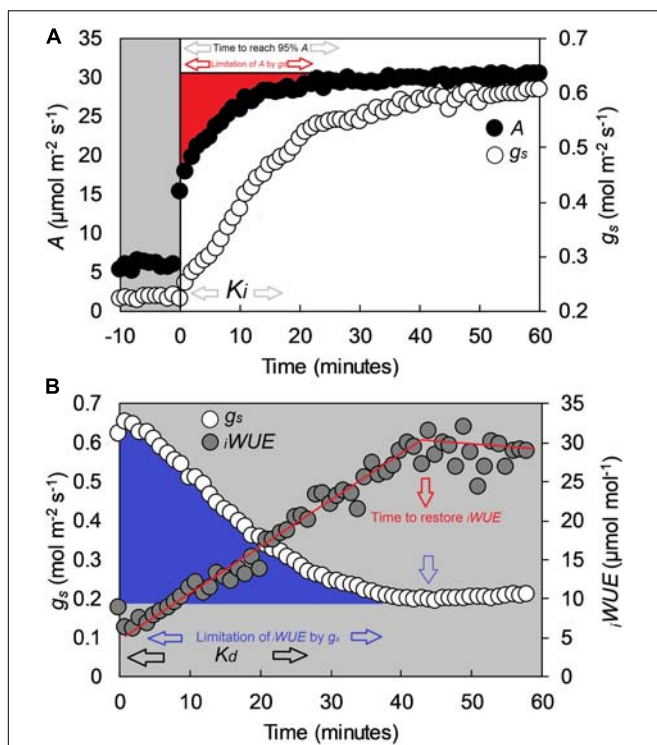 A
Time to reach 95% A
Limitation of A by gs
35
30
25
20
15
10
5
0
A (µmol m⁻² s⁻¹)
0.7
0.6
0.5
0.4
0.3
0.2
gs (mol m⁻² s⁻¹)
A
gs
Ki
-10 0 10 20 30 40 50 60
Time (minutes)
B
0.7
0.6
0.5
0.4
0.3
0.2
0.1
0
gs (mol m⁻² s⁻¹)
35
30
25
20
15
10
5
0
iWUE (µmol mol⁻¹)
gs
iWUE
Time to restore iWUE
Limitation of iWUE by gs
Kd
0 10 20 30 40 50 60
Time (minutes)